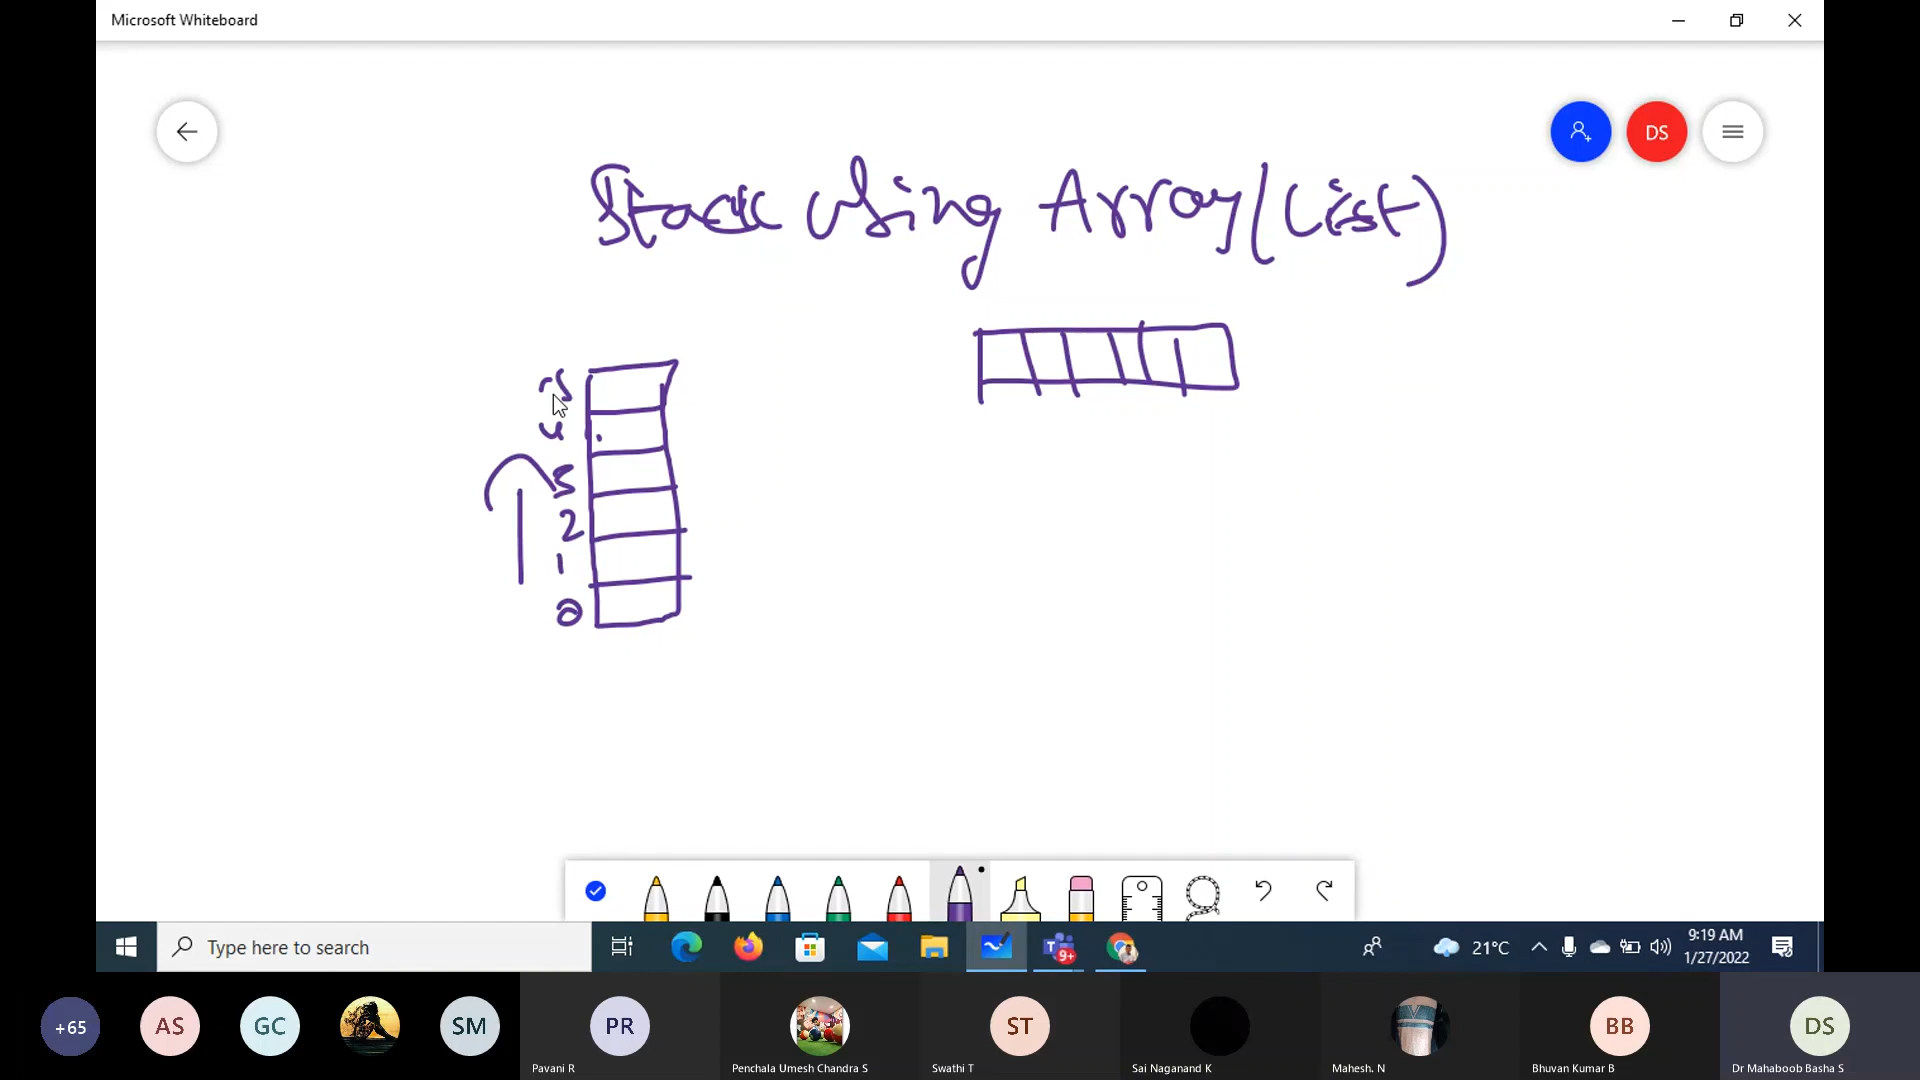 Microsoft Whiteboard
DS
Stack Using Array/(List)
5
4
3
2
1
0
Type here to search
9+
21°C
9:19 AM
1/27/2022
+65
AS
GC
SM
PR
ST
BB
DS
Pavani R
Penchala Umesh Chandra S
Swathi T
Sai Naganand K
Mahesh. N
Bhuvan Kumar B
Dr Mahaboob Basha S